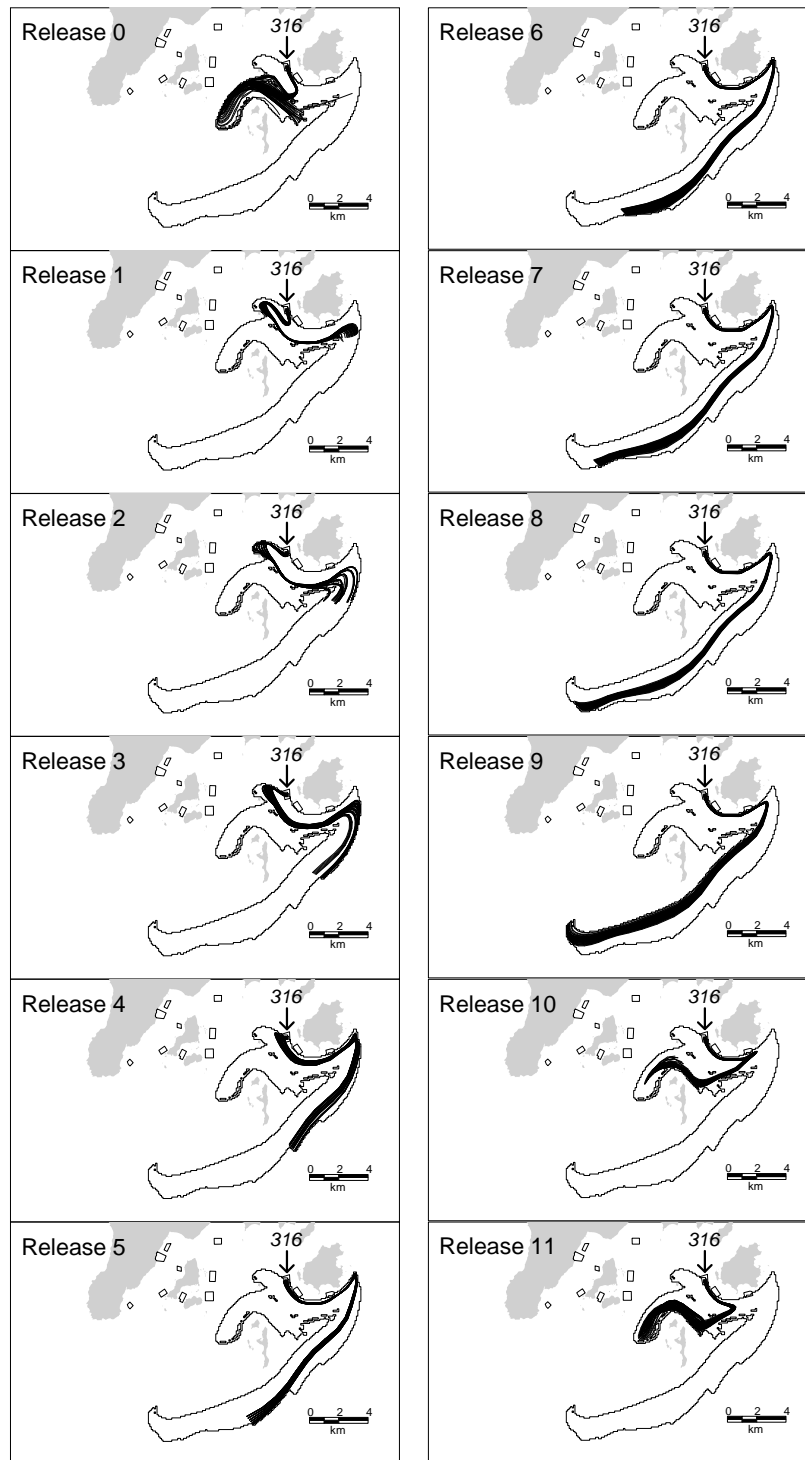 Release 0
316
0 2 4
km
Release 1
316
0 2 4
km
Release 2
316
0 2 4
km
Release 3
316
0 2 4
km
Release 4
316
0 2 4
km
Release 5
316
0 2 4
km
Release 6
316
0 2 4
km
Release 7
316
0 2 4
km
Release 8
316
0 2 4
km
Release 9
316
0 2 4
km
Release 10
316
0 2 4
km
Release 11
316
0 2 4
km